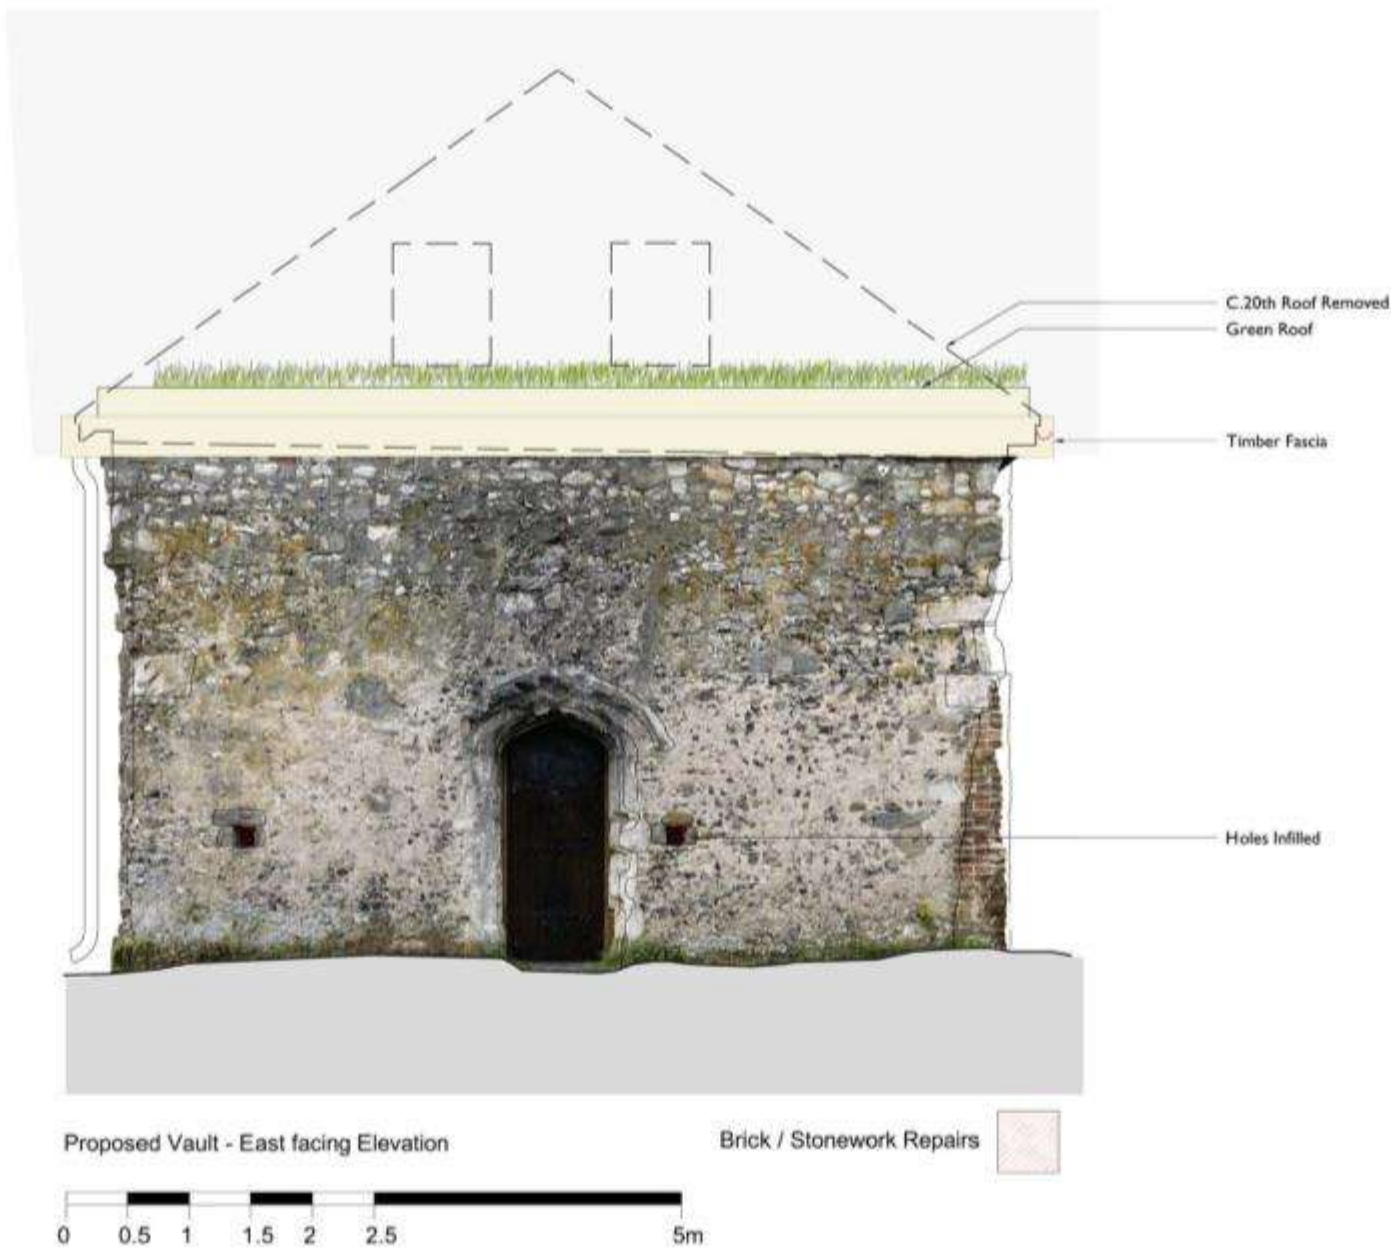 C.20th Roof Removed
Green Roof
Timber Fascia
Holes Infilled
Proposed Vault - East facing Elevation
Brick / Stonework Repairs
0 0.5 1 1.5 2 2.5 5m